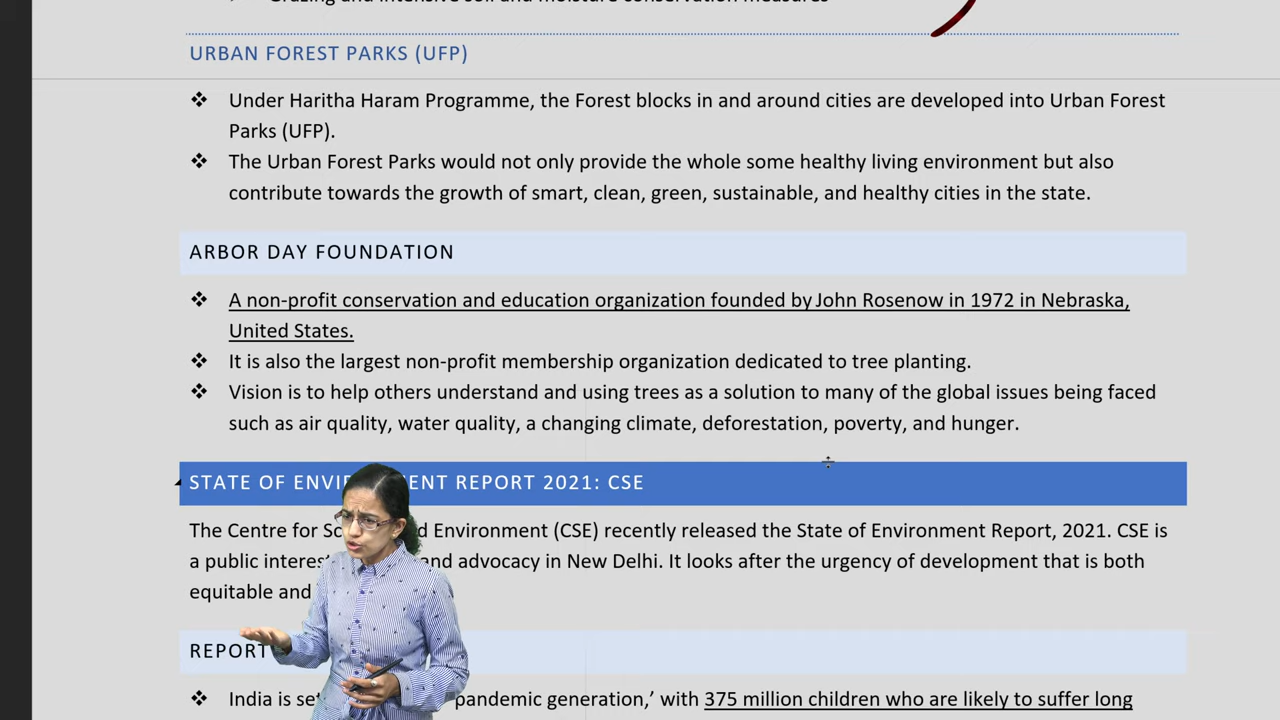 Grazing and intensive soil and moisture conservation measures
URBAN FOREST PARKS (UFP)
❖ Under Haritha Haram Programme, the Forest blocks in and around cities are developed into Urban Forest
Parks (UFP).
❖ The Urban Forest Parks would not only provide the whole some healthy living environment but also
contribute towards the growth of smart, clean, green, sustainable, and healthy cities in the state.
ARBOR DAY FOUNDATION
❖ A non-profit conservation and education organization founded by John Rosenow in 1972 in Nebraska,
United States.
❖ It is also the largest non-profit membership organization dedicated to tree planting.
❖ Vision is to help others understand and using trees as a solution to many of the global issues being faced
such as air quality, water quality, a changing climate, deforestation, poverty, and hunger.
STATE OF REPORT 2021: CSE
The Centre for Environment (CSE) recently released the State of Environment Report, 2021. CSE is
a public and advocacy in New Delhi. It looks after the urgency of development that is both
equitable and
REPORT
❖ India is pandemic generation,’ with 375 million children who are likely to suffer long